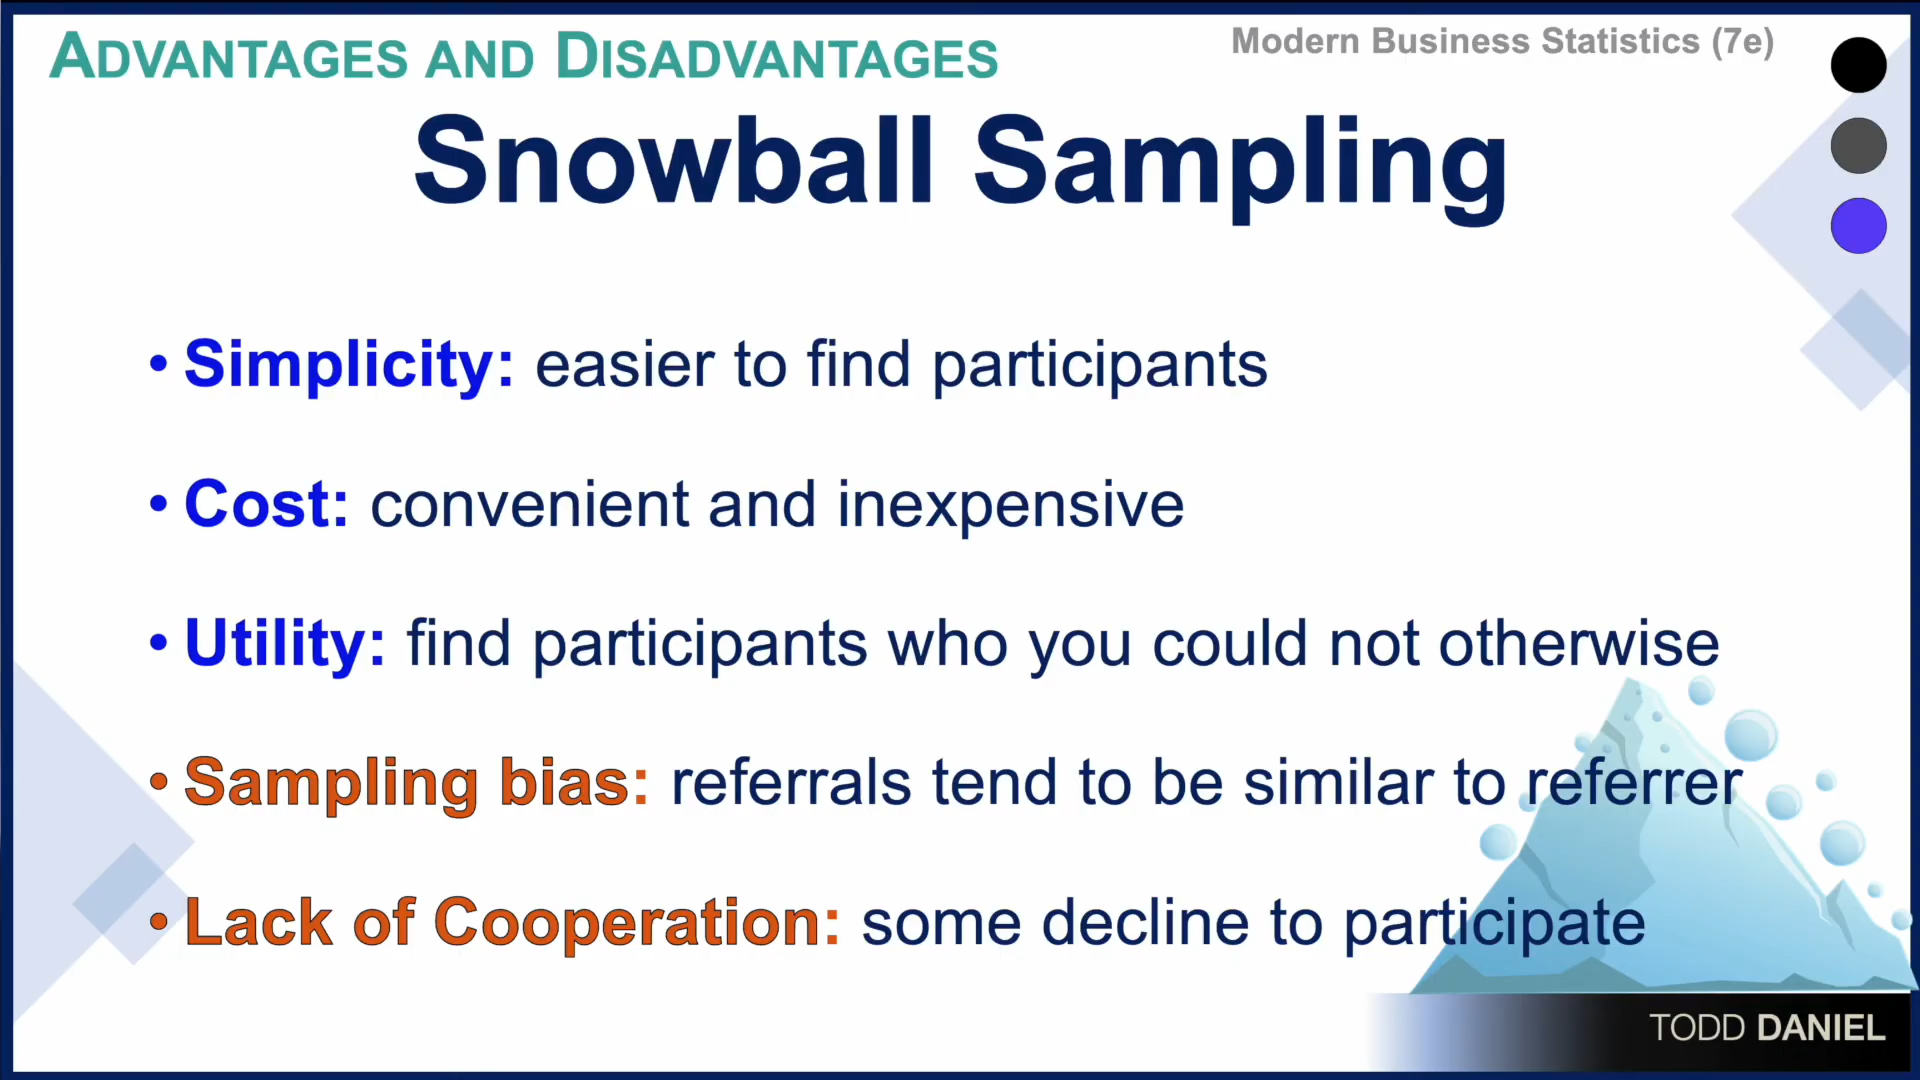 ADVANTAGES AND DISADVANTAGES
Modern Business Statistics (7e)
Snowball Sampling
• Simplicity: easier to find participants
• Cost: convenient and inexpensive
• Utility: find participants who you could not otherwise
• Sampling bias: referrals tend to be similar to referrer
• Lack of Cooperation: some decline to participate
TODD DANIEL